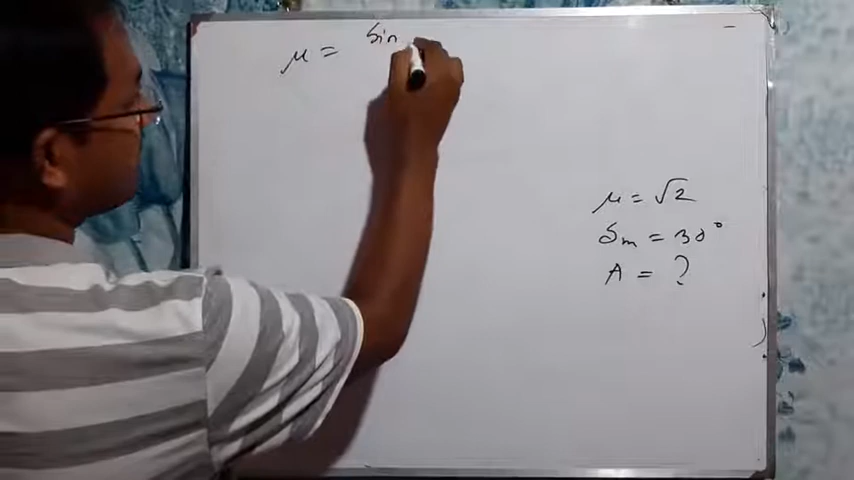 μ = sin
μ = √2
δm = 30°
A = ?